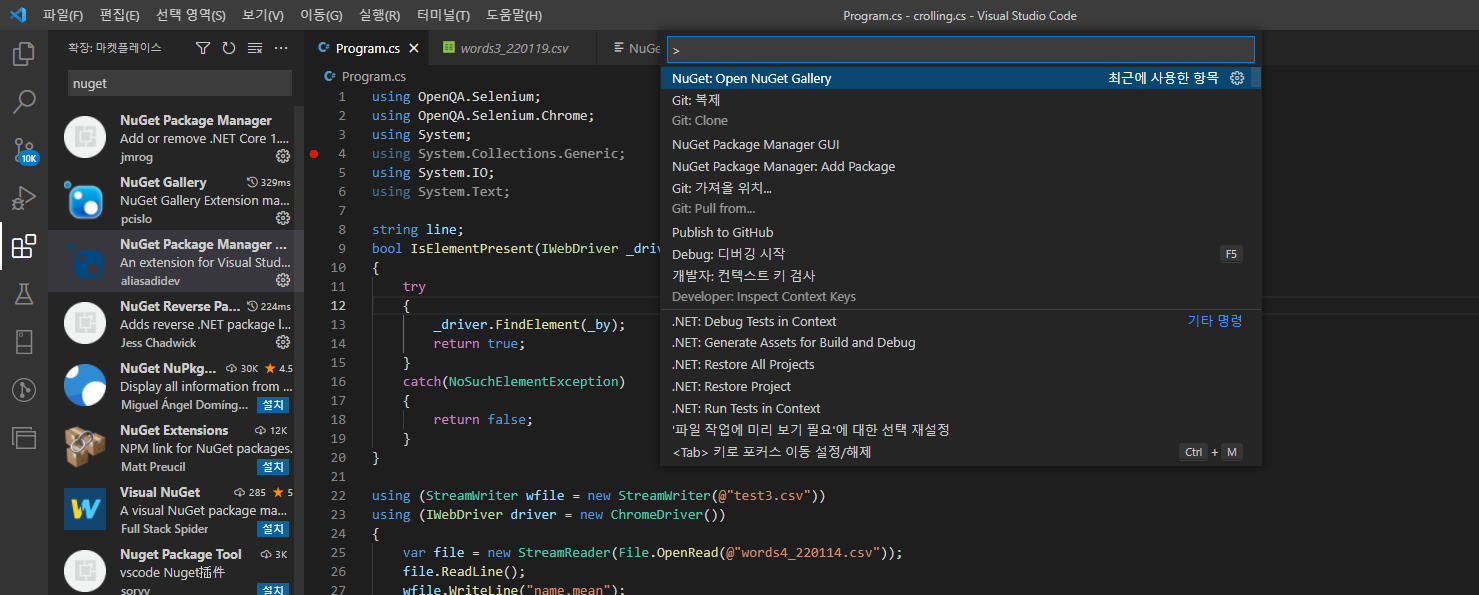 파일(F) 편집(E) 선택 영역(S) 보기(V) 이동(G) 실행(R) 터미널(T) 도움말(H)
Program.cs - crolling.cs - Visual Studio Code
확장: 마켓플레이스
nuget
NuGet Package Manager
Add or remove .NET Core 1....
jmrog
NuGet Gallery 329ms
NuGet Gallery Extension ma...
pcislo
NuGet Package Manager ...
An extension for Visual Stud...
aliasadidev
NuGet Reverse Pa... 224ms
Adds reverse .NET package l...
Jess Chadwick
NuGet NuPkg... 30K 4.5
Display all information from ...
Miguel Ángel Domíng... 설치
NuGet Extensions 12K
NPM link for NuGet packages.
Matt Preucil 설치
Visual NuGet 285 5
A visual NuGet package ma...
Full Stack Spider 설치
Nuget Package Tool 3K
vscode Nuget插件
soryy 설치
10K
Program.cs
words3_220119.csv
NuGe
Program.cs
1 using OpenQA.Selenium;
2 using OpenQA.Selenium.Chrome;
3 using System;
4 using System.Collections.Generic;
5 using System.IO;
6 using System.Text;
7
8 string line;
9 bool IsElementPresent(IWebDriver _driv
10 {
11 try
12 {
13 _driver.FindElement(_by);
14 return true;
15 }
16 catch(NoSuchElementException)
17 {
18 return false;
19 }
20 }
21
22 using (StreamWriter wfile = new StreamWriter(@"test3.csv"))
23 using (IWebDriver driver = new ChromeDriver())
24 {
25 var file = new StreamReader(File.OpenRead(@"words4_220114.csv"));
26 file.ReadLine();
27 wfile.WriteLine("name,mean");
>
NuGet: Open NuGet Gallery 최근에 사용한 항목
Git: 복제
Git: Clone
NuGet Package Manager GUI
NuGet Package Manager: Add Package
Git: 가져올 위치...
Git: Pull from...
Publish to GitHub
Debug: 디버깅 시작 F5
개발자: 컨텍스트 키 검사
Developer: Inspect Context Keys
.NET: Debug Tests in Context 기타 명령
.NET: Generate Assets for Build and Debug
.NET: Restore All Projects
.NET: Restore Project
.NET: Run Tests in Context
'파일 작업에 미리 보기 필요'에 대한 선택 재설정
<Tab> 키로 포커스 이동 설정/해제 Ctrl + M